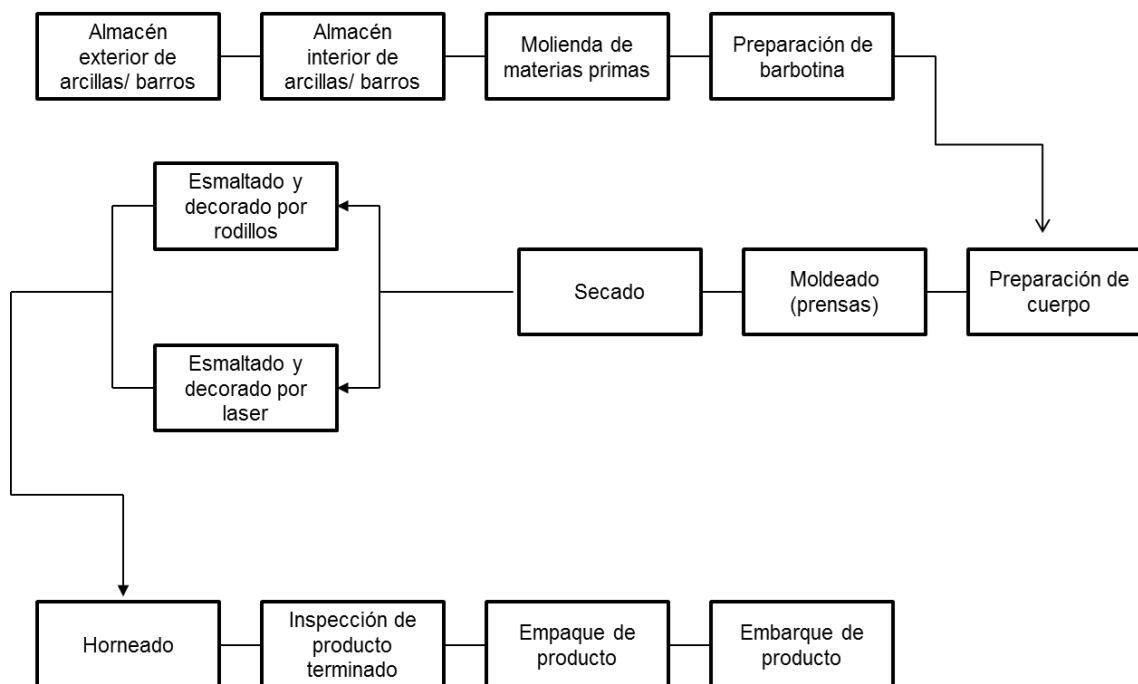 Almacén
exterior de
arcillas/ barros
Almacén
interior de
arcillas/ barros
Molienda de
materias primas
Preparación de
barbotina
Esmaltado y
decorado por
rodillos
Secado
Moldeado
(prensas)
Preparación de
cuerpo
Esmaltado y
decorado por
laser
Horneado
Inspección de
producto
terminado
Empaque de
producto
Embarque de
producto